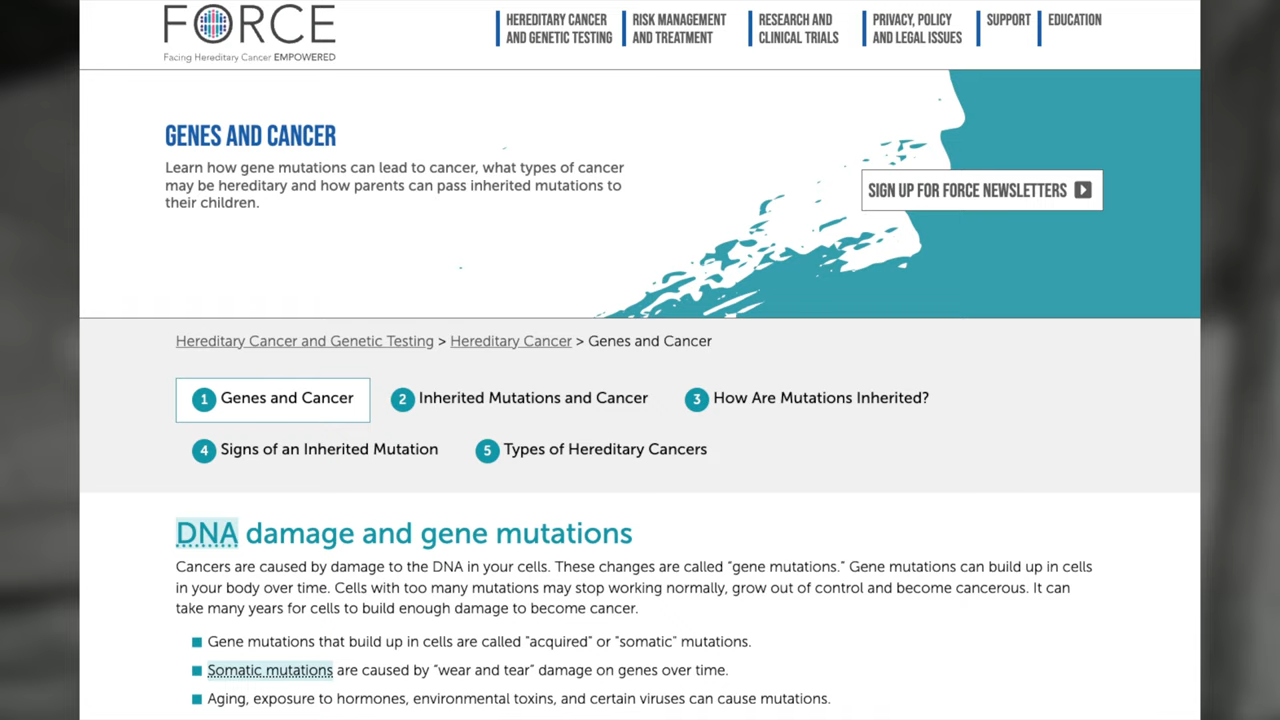 FORCE
Facing Hereditary Cancer EMPOWERED
HEREDITARY CANCER
AND GENETIC TESTING
RISK MANAGEMENT
AND TREATMENT
RESEARCH AND
CLINICAL TRIALS
PRIVACY, POLICY
AND LEGAL ISSUES
SUPPORT
EDUCATION
GENES AND CANCER
Learn how gene mutations can lead to cancer, what types of cancer
may be hereditary and how parents can pass inherited mutations to
their children.
SIGN UP FOR FORCE NEWSLETTERS
Hereditary Cancer and Genetic Testing > Hereditary Cancer > Genes and Cancer
1 Genes and Cancer
2 Inherited Mutations and Cancer
3 How Are Mutations Inherited?
4 Signs of an Inherited Mutation
5 Types of Hereditary Cancers
DNA damage and gene mutations
Cancers are caused by damage to the DNA in your cells. These changes are called “gene mutations.” Gene mutations can build up in cells
in your body over time. Cells with too many mutations may stop working normally, grow out of control and become cancerous. It can
take many years for cells to build enough damage to become cancer.
Gene mutations that build up in cells are called "acquired" or "somatic" mutations.
Somatic mutations are caused by “wear and tear” damage on genes over time.
Aging, exposure to hormones, environmental toxins, and certain viruses can cause mutations.